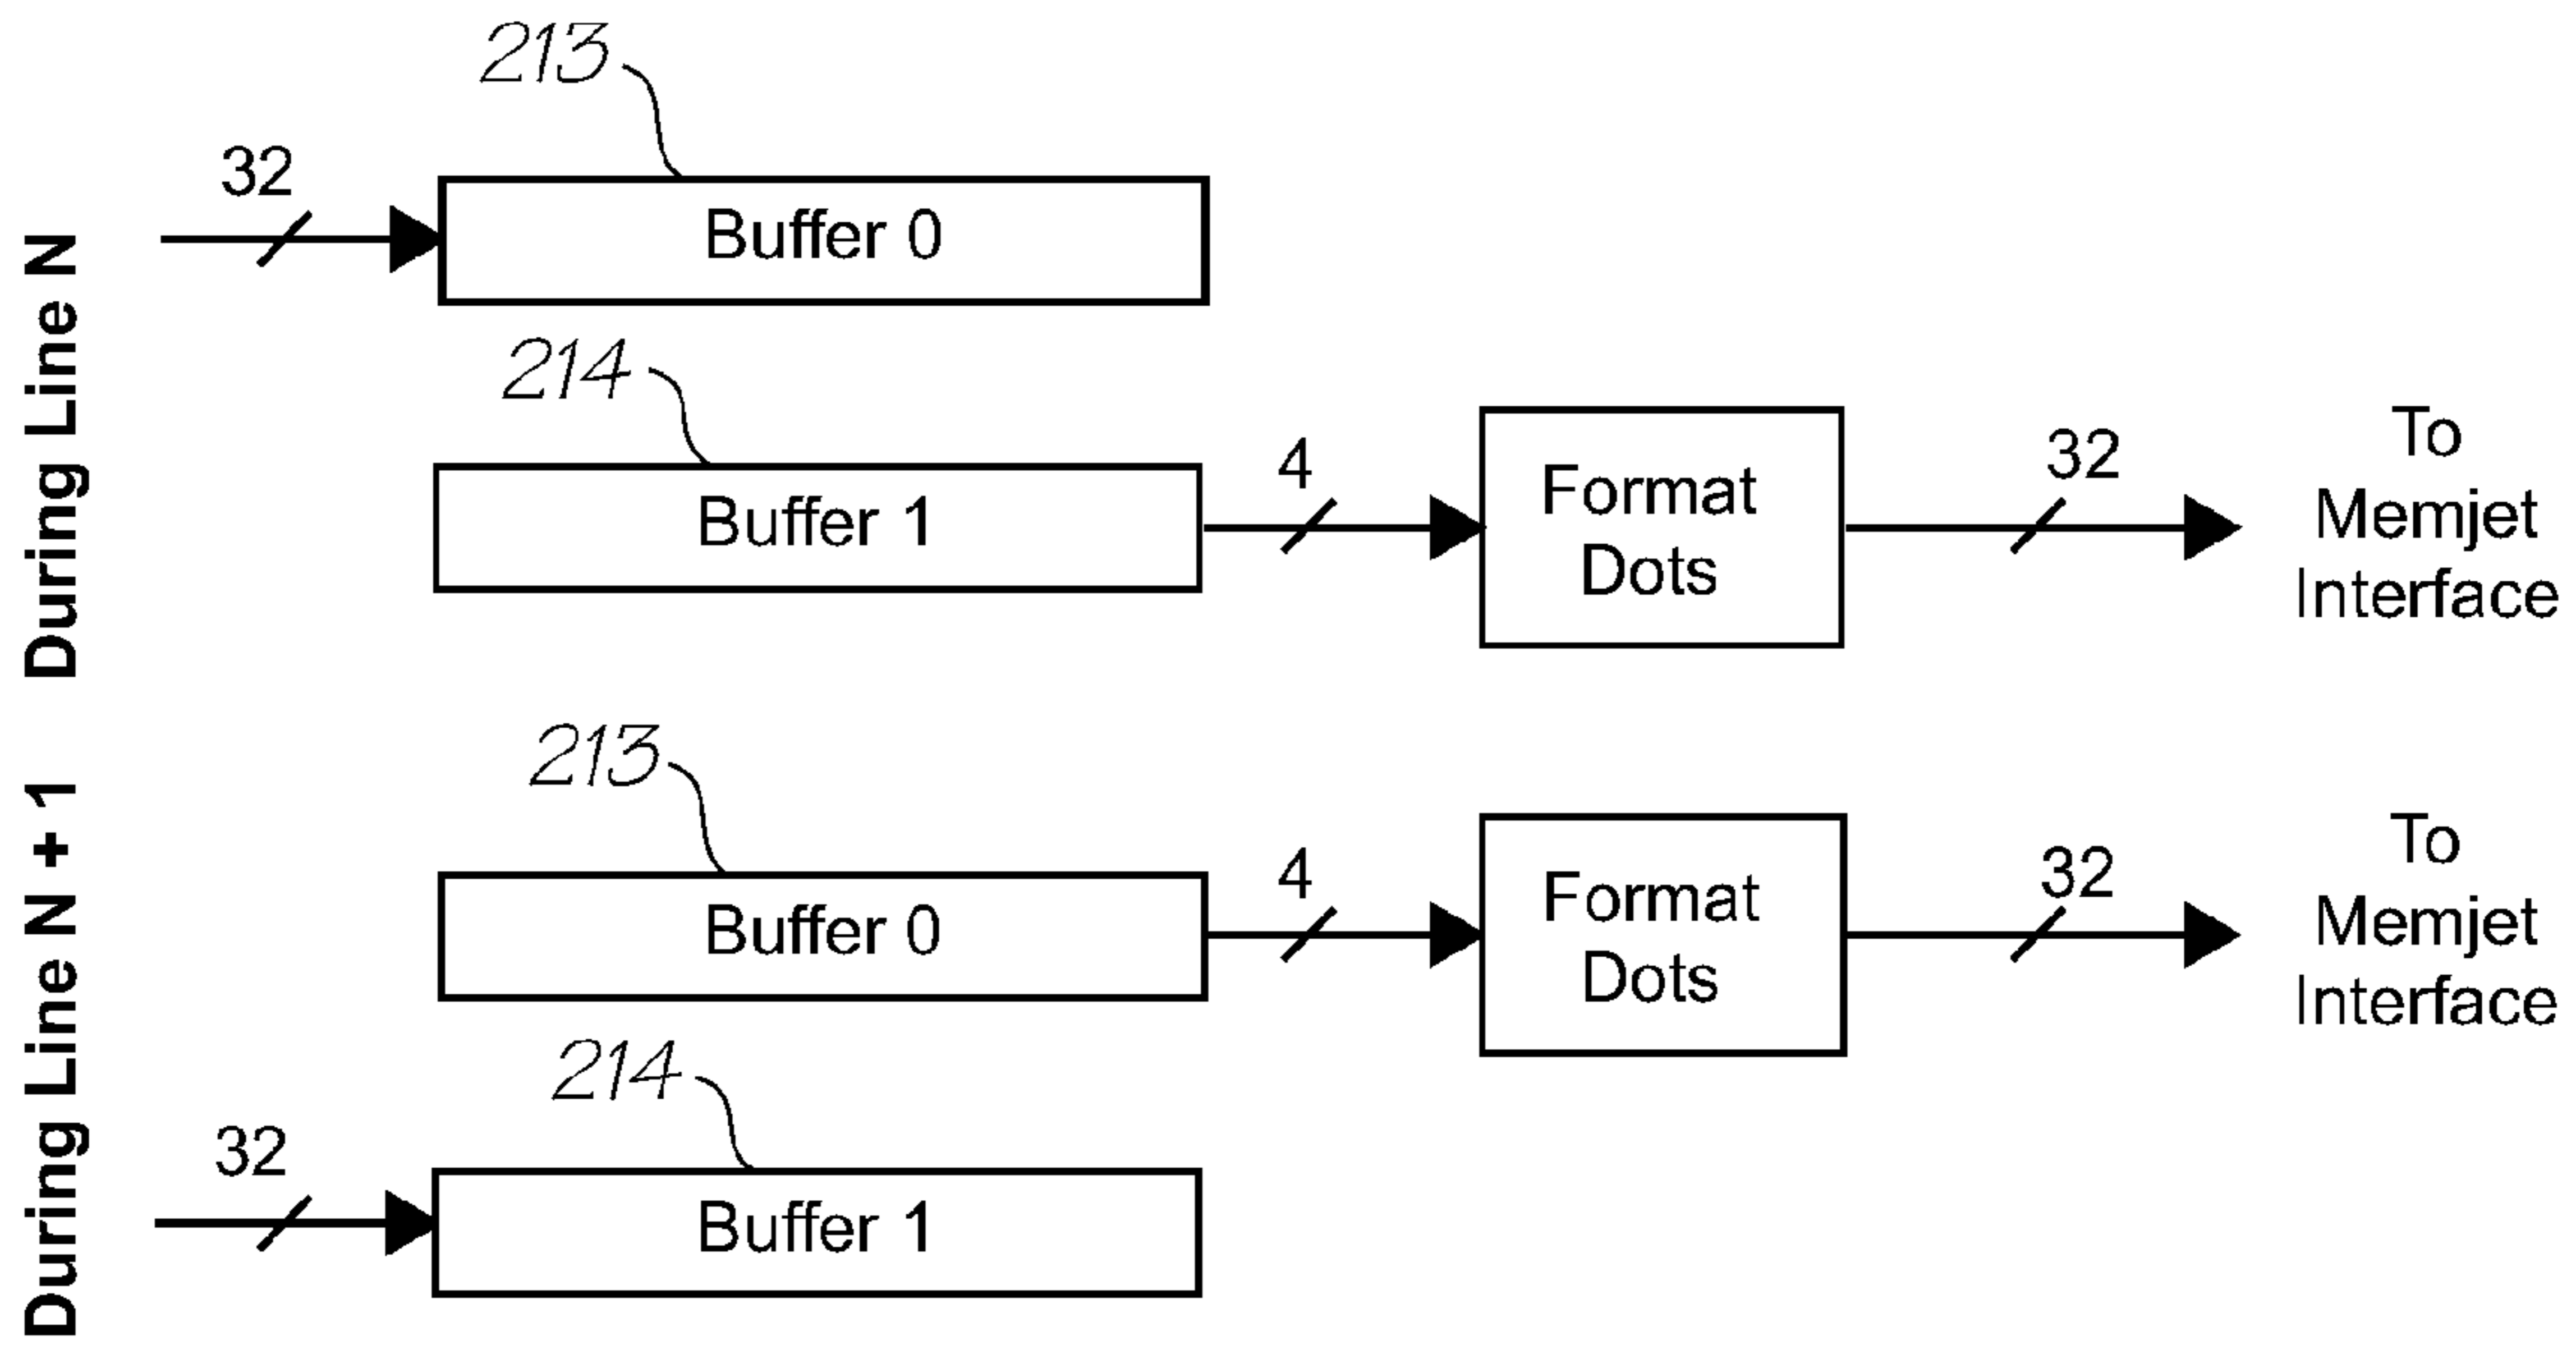 During Line N
213
32
Buffer 0
214
Buffer 1
4
Format
Dots
32
To
Memjet
Interface
During Line N + 1
213
Buffer 0
4
Format
Dots
32
To
Memjet
Interface
214
32
Buffer 1